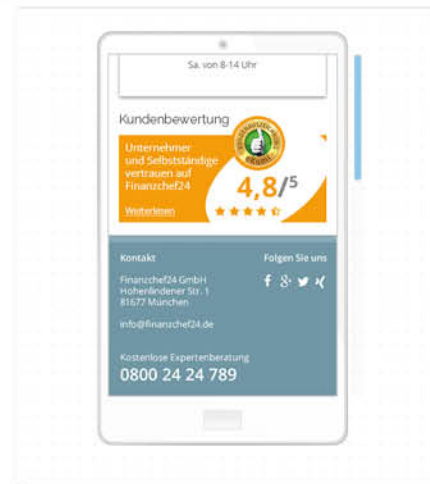 Sa. von 8-14 Uhr
Kundenbewertung
Unternehmer
und Selbstständige
vertrauen auf
Finanzchef24
Weiterlesen
4,8/5
Kontakt
Finanzchef24 GmbH
Hohenlindener Str. 1
81677 München
info@finanzchef24.de
Folgen Sie uns
Kostenlose Expertenberatung
0800 24 24 789